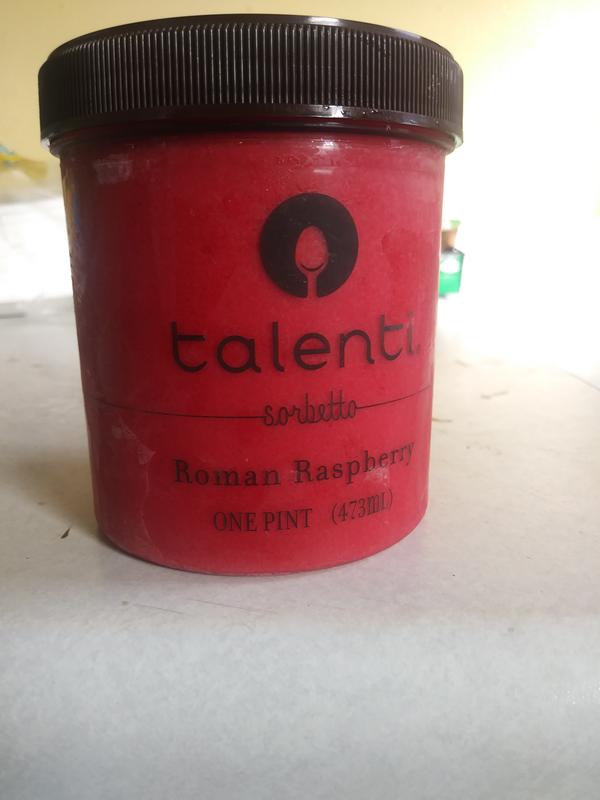 talenti.
sorbetto
Roman Raspberry
ONE PINT (473mL)